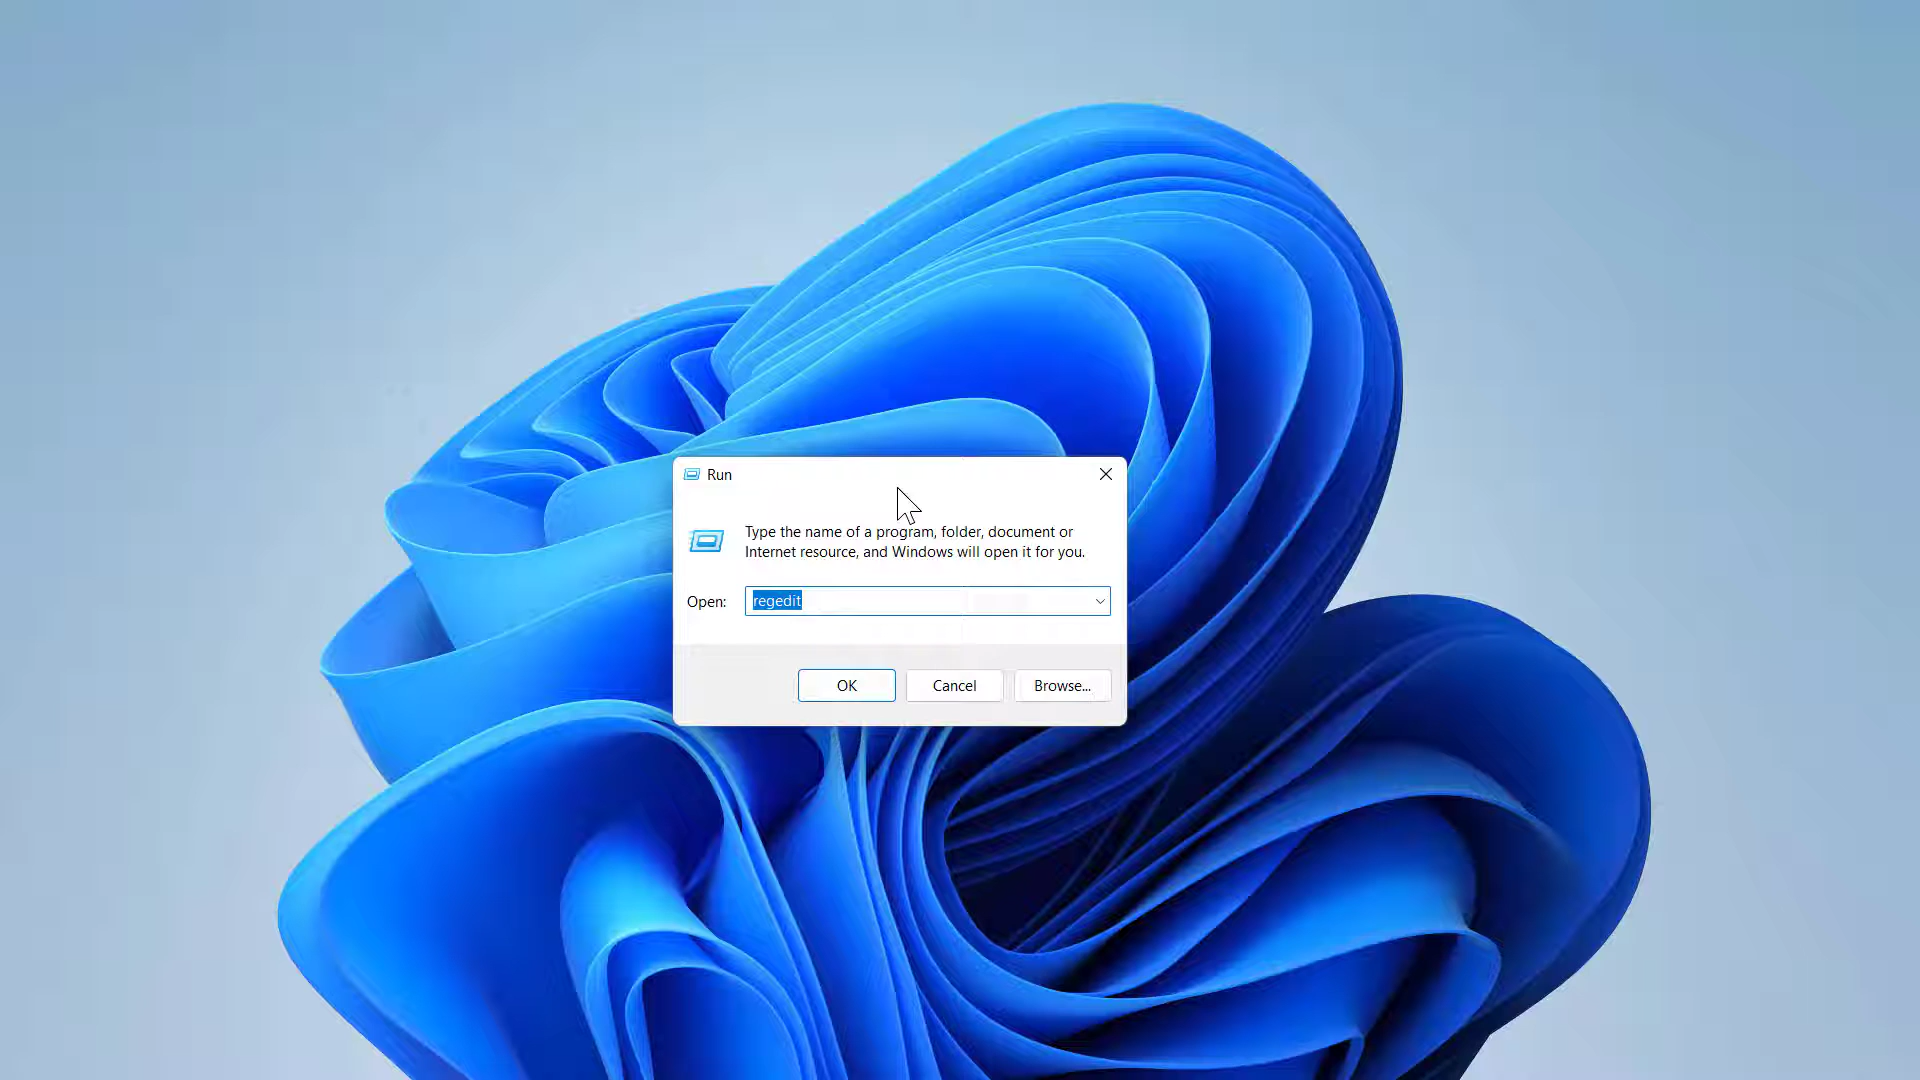 Run
Type the name of a program, folder, document or
Internet resource, and Windows will open it for you.
Open:
regedit
OK
Cancel
Browse...